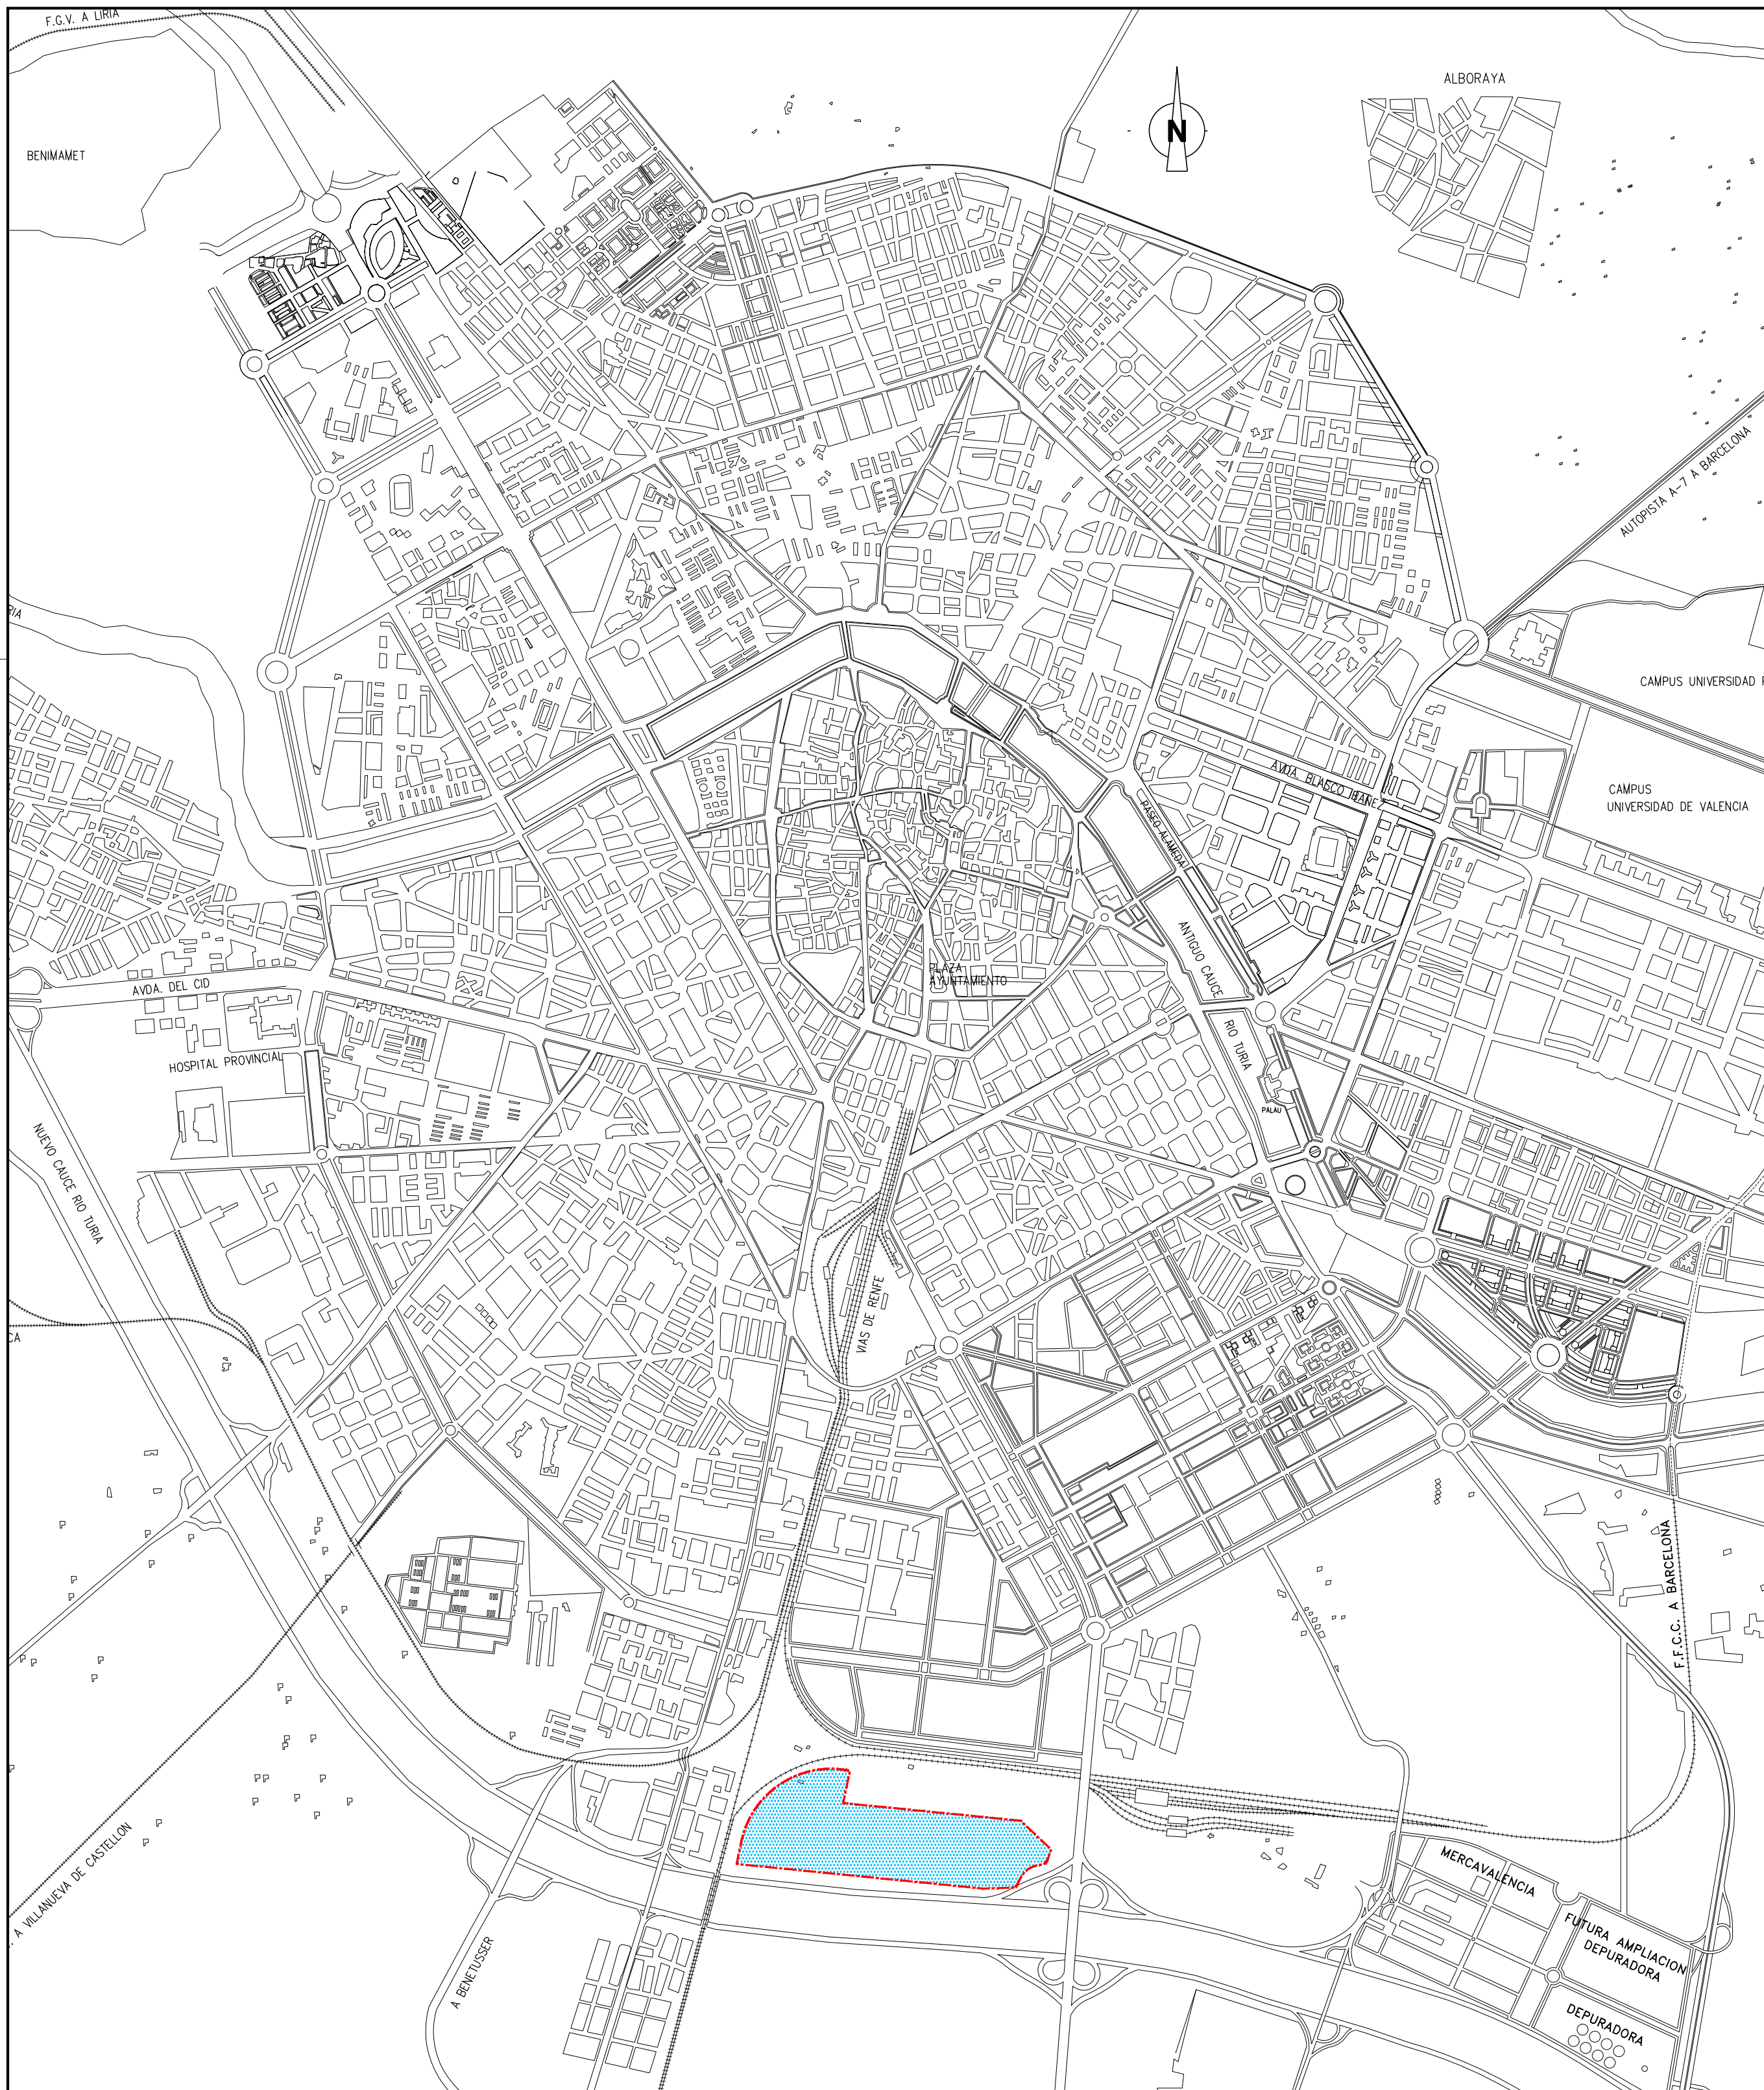 F.G.V. A LIRIA
ALBORAYA
N
BENIMAMET
AUTOPISTA A-7 A BARCELONA
RIA
CAMPUS UNIVERSIDAD
AVDA. BLASCO IBAÑEZ
CAMPUS
UNIVERSIDAD DE VALENCIA
PASEO ALAMEDA
ANTIGUO CAUCE
PLAZA
AYUNTAMIENTO
AVDA. DEL CID
RIO TURIA
HOSPITAL PROVINCIAL
PALAU
NUEVO CAUCE RIO TURIA
VIAS DE RENFE
CA
F.F.C.C. A BARCELONA
. A VILLANUEVA DE CASTELLON
MERCAVALENCIA
FUTURA AMPLIACION
DEPURADORA
A BENETUSSER
DEPURADORA